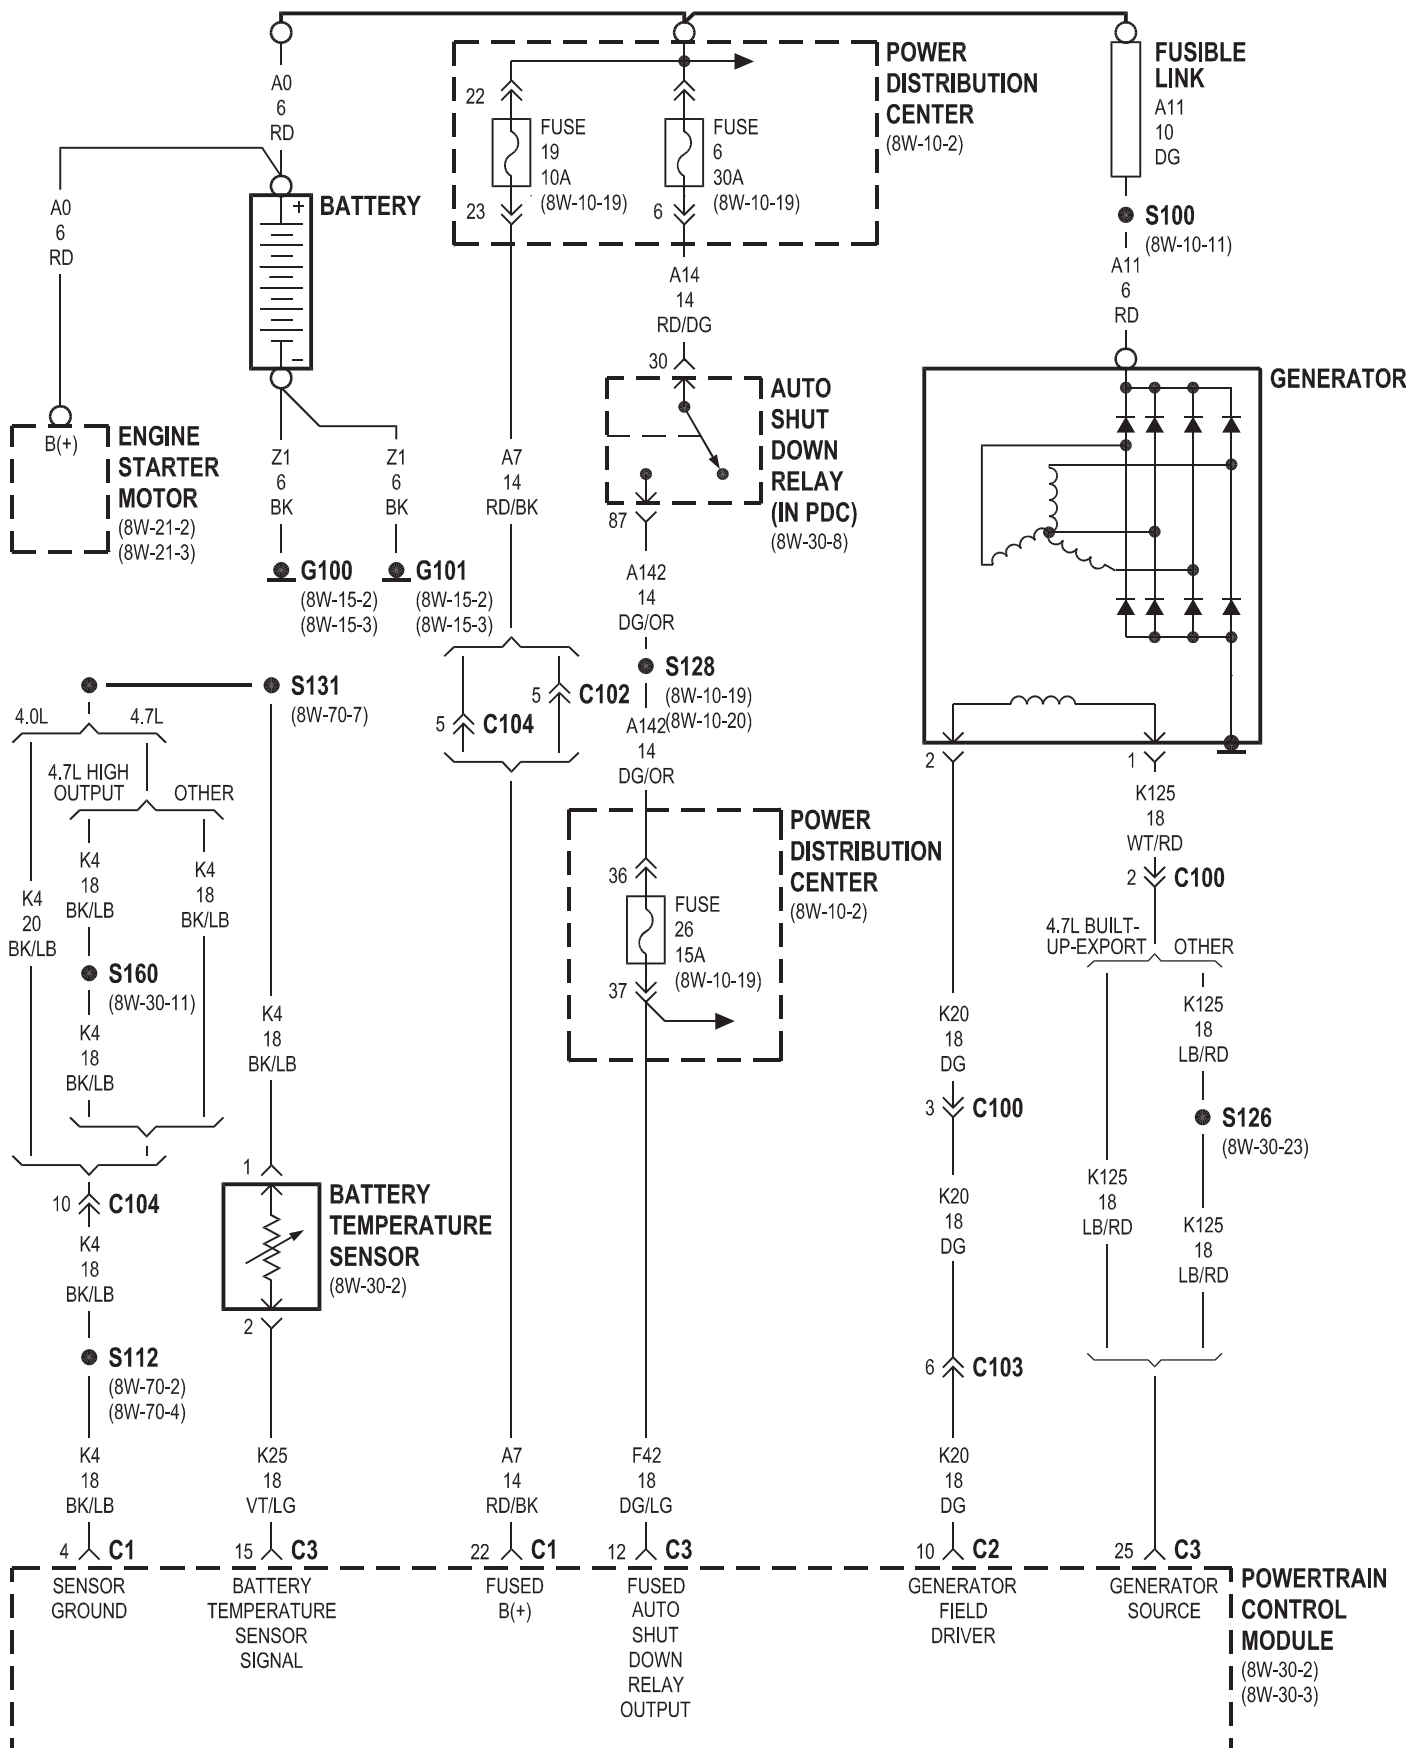 A0
6
RD
A0
6
RD
+
BATTERY
−
B(+)
ENGINE
STARTER
MOTOR
(8W-21-2)
(8W-21-3)
Z1
6
BK
Z1
6
BK
G100
(8W-15-2)
(8W-15-3)
G101
(8W-15-2)
(8W-15-3)
POWER
DISTRIBUTION
CENTER
(8W-10-2)
22
FUSE
19
10A
(8W-10-19)
23
FUSE
6
30A
(8W-10-19)
6
FUSIBLE
LINK
A11
10
DG
S100
(8W-10-11)
A11
6
RD
A14
14
RD/DG
30
AUTO
SHUT
DOWN
RELAY
(IN PDC)
(8W-30-8)
87
GENERATOR
A7
14
RD/BK
A142
14
DG/OR
S128
(8W-10-19)
(8W-10-20)
A142
14
DG/OR
5
C104
5
C102
S131
(8W-70-7)
4.0L
4.7L
4.7L HIGH
OUTPUT
OTHER
K4
20
BK/LB
K4
18
BK/LB
K4
18
BK/LB
S160
(8W-30-11)
K4
18
BK/LB
K4
18
BK/LB
10
C104
K4
18
BK/LB
S112
(8W-70-2)
(8W-70-4)
1
BATTERY
TEMPERATURE
SENSOR
(8W-30-2)
2
POWER
DISTRIBUTION
CENTER
(8W-10-2)
36
FUSE
26
15A
(8W-10-19)
37
2
1
K125
18
WT/RD
2
C100
4.7L BUILT-
UP-EXPORT
OTHER
K20
18
DG
3
C100
K20
18
DG
6
C103
K125
18
LB/RD
S126
(8W-30-23)
K125
18
LB/RD
K125
18
LB/RD
K4
18
BK/LB
K25
18
VT/LG
A7
14
RD/BK
F42
18
DG/LG
K20
18
DG
4
C1
15
C3
22
C1
12
C3
10
C2
25
C3
SENSOR
GROUND
BATTERY
TEMPERATURE
SENSOR
SIGNAL
FUSED
B(+)
FUSED
AUTO
SHUT
DOWN
RELAY
OUTPUT
GENERATOR
FIELD
DRIVER
GENERATOR
SOURCE
POWERTRAIN
CONTROL
MODULE
(8W-30-2)
(8W-30-3)